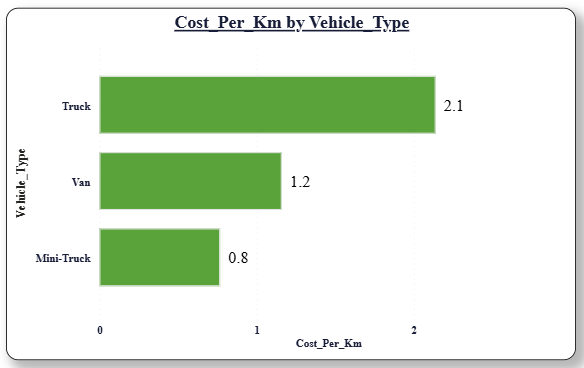 Cost_Per_Km by Vehicle_Type
Vehicle_Type
Truck
2.1
Van
1.2
Mini-Truck
0.8
0 1 2
Cost_Per_Km